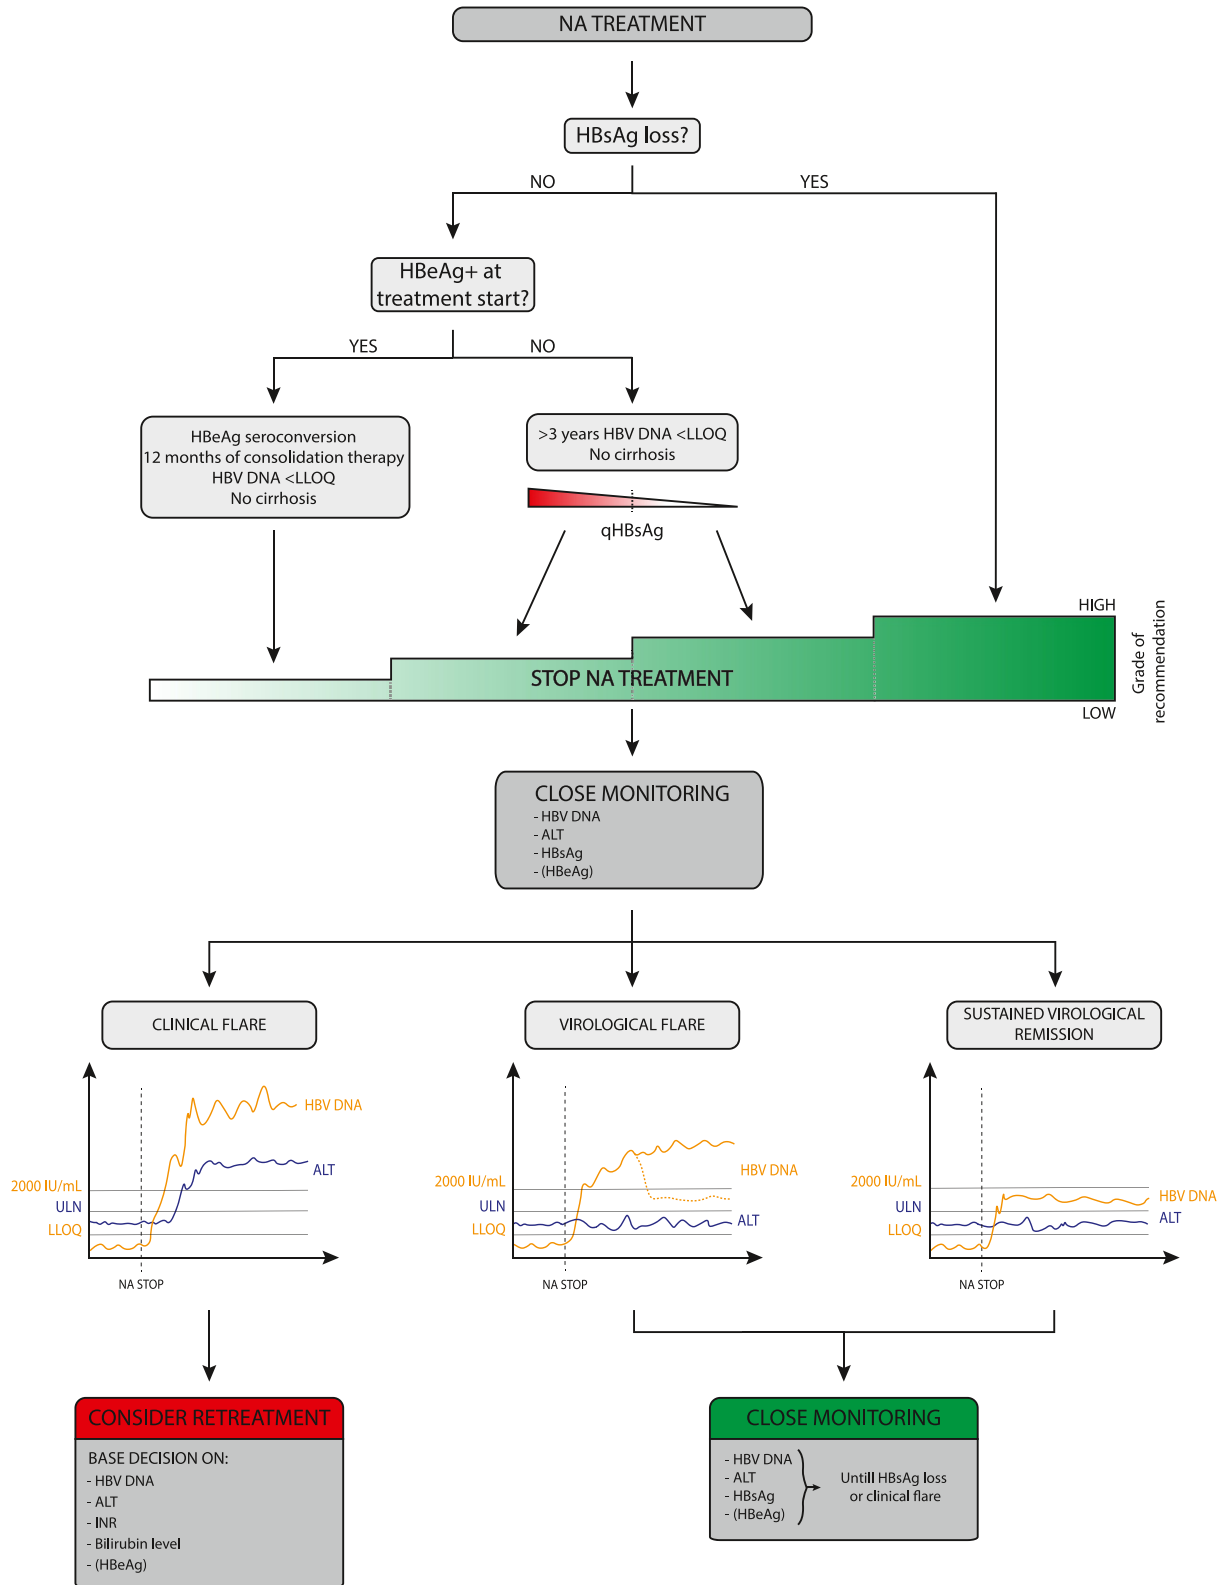 NA TREATMENT
HBsAg loss?
NO
YES
HBeAg+ at
treatment start?
YES
NO
HBeAg seroconversion
12 months of consolidation therapy
HBV DNA <LLOQ
No cirrhosis
>3 years HBV DNA <LLOQ
No cirrhosis
qHBsAg
HIGH
STOP NA TREATMENT
LOW
Grade of
recommendation
CLOSE MONITORING
- HBV DNA
- ALT
- HBsAg
- (HBeAg)
CLINICAL FLARE
VIROLOGICAL FLARE
SUSTAINED VIROLOGICAL
REMISSION
HBV DNA
ALT
2000 IU/mL
ULN
LLOQ
NA STOP
HBV DNA
2000 IU/mL
ULN
ALT
LLOQ
NA STOP
2000 IU/mL
HBV DNA
ULN
ALT
LLOQ
NA STOP
CONSIDER RETREATMENT
BASE DECISION ON:
- HBV DNA
- ALT
- INR
- Bilirubin level
- (HBeAg)
CLOSE MONITORING
- HBV DNA
- ALT
- HBsAg
- (HBeAg)
Untill HBsAg loss
or clinical flare